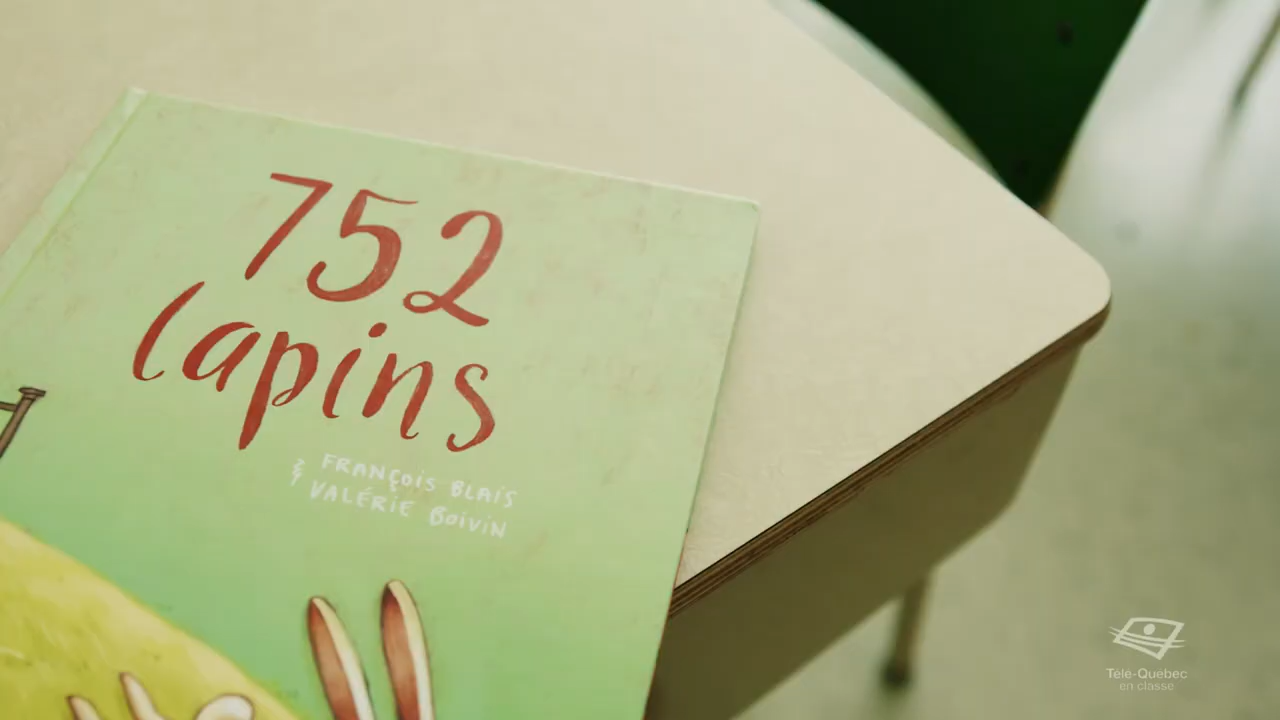 752
lapins
& FRANÇOIS BLAIS
VALÉRIE BOIVIN
Télé-Québec
en classe